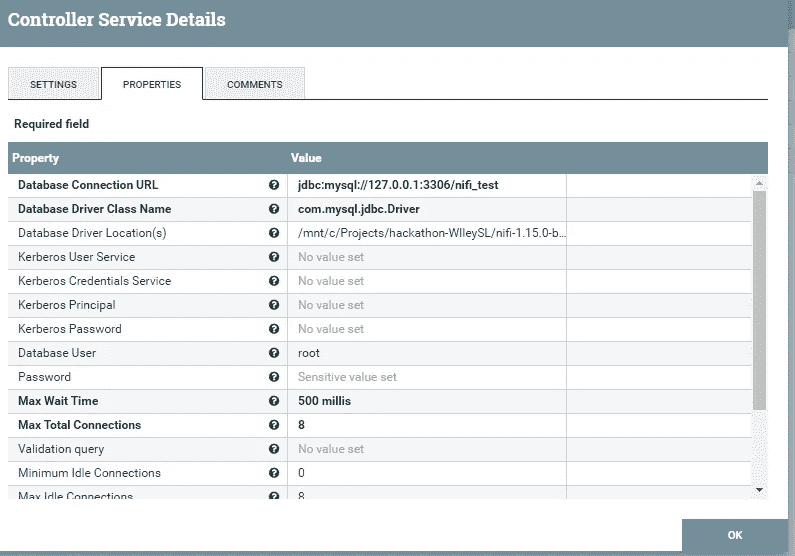 Controller Service Details
SETTINGS PROPERTIES COMMENTS
Required field
Property Value
Database Connection URL jdbc:mysql://127.0.0.1:3306/nifi_test
Database Driver Class Name com.mysql.jdbc.Driver
Database Driver Location(s) /mnt/c/Projects/hackathon-WIleySL/nifi-1.15.0-b...
Kerberos User Service No value set
Kerberos Credentials Service No value set
Kerberos Principal No value set
Kerberos Password No value set
Database User root
Password Sensitive value set
Max Wait Time 500 millis
Max Total Connections 8
Validation query No value set
Minimum Idle Connections 0
Max Idle Connections 8
OK